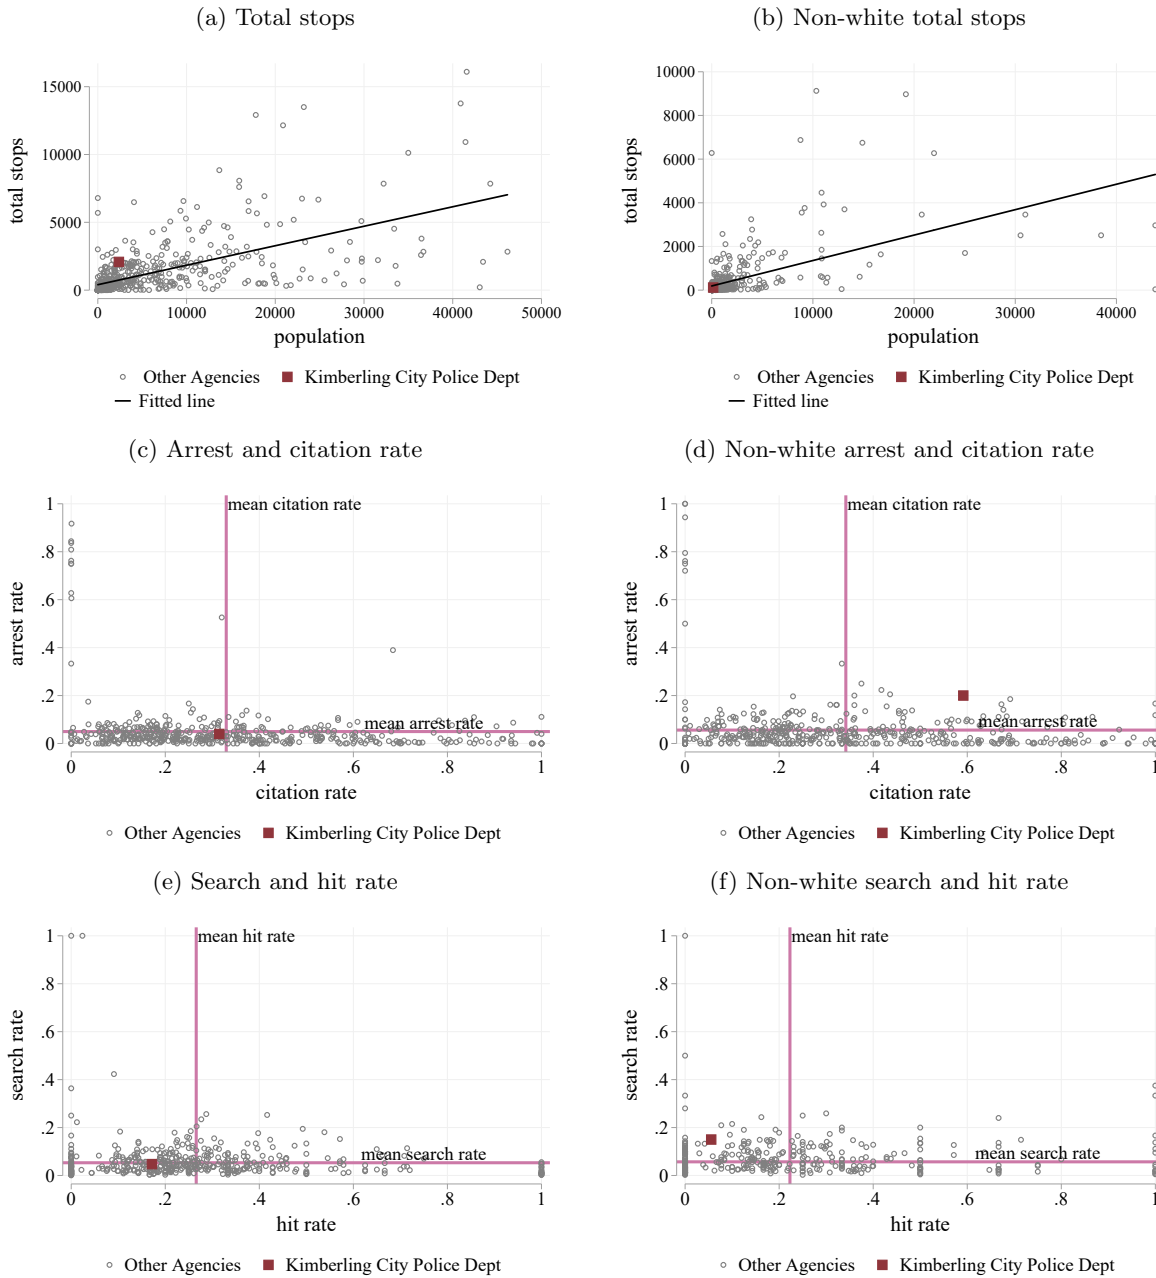 (a) Total stops
(b) Non-white total stops
total stops
15000
10000
5000
0
0 10000 20000 30000 40000 50000
population
Other Agencies Kimberling City Police Dept
Fitted line
total stops
10000
8000
6000
4000
2000
0
0 10000 20000 30000 40000
population
Other Agencies Kimberling City Police Dept
Fitted line
(c) Arrest and citation rate
(d) Non-white arrest and citation rate
arrest rate
1
.8
.6
.4
.2
0
mean citation rate
mean arrest rate
0 .2 .4 .6 .8 1
citation rate
Other Agencies Kimberling City Police Dept
arrest rate
1
.8
.6
.4
.2
0
mean citation rate
mean arrest rate
0 .2 .4 .6 .8 1
citation rate
Other Agencies Kimberling City Police Dept
(e) Search and hit rate
(f) Non-white search and hit rate
search rate
1
.8
.6
.4
.2
0
mean hit rate
mean search rate
0 .2 .4 .6 .8 1
hit rate
Other Agencies Kimberling City Police Dept
search rate
1
.8
.6
.4
.2
0
mean hit rate
mean search rate
0 .2 .4 .6 .8 1
hit rate
Other Agencies Kimberling City Police Dept